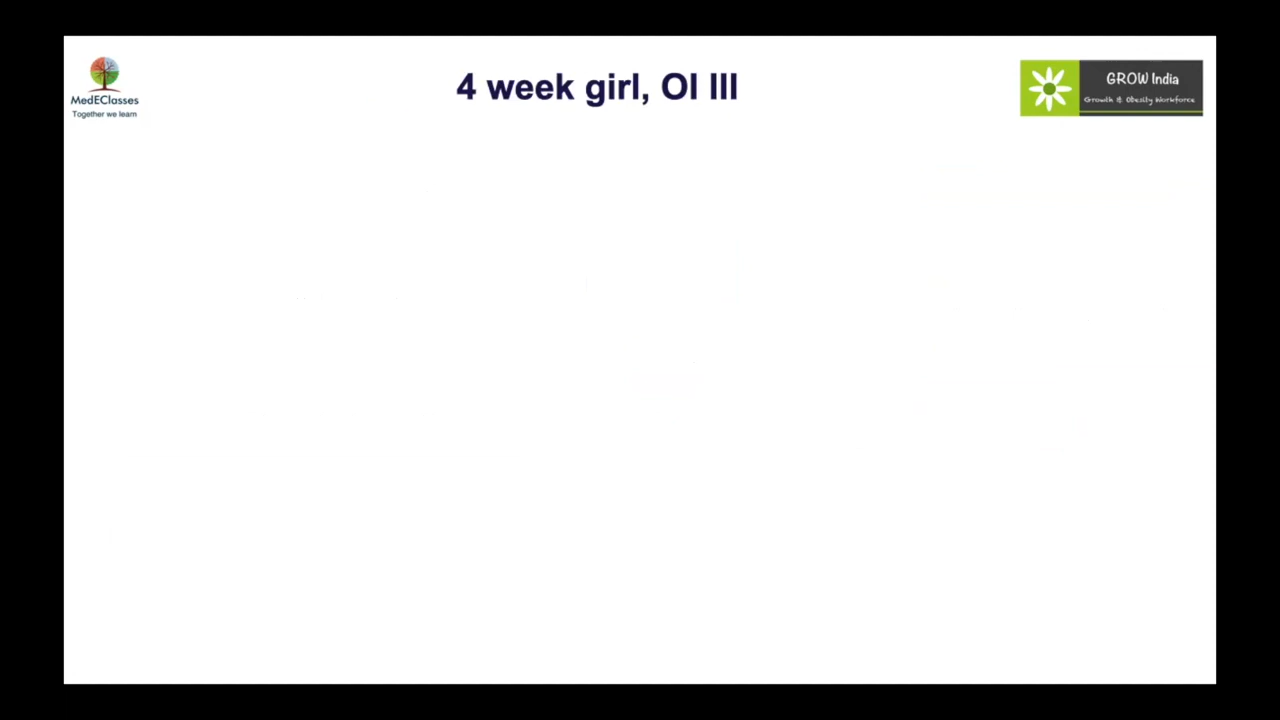 4 week girl, OI III
MedEClasses
Together we learn
GROW India
Growth & Obesity Workforce